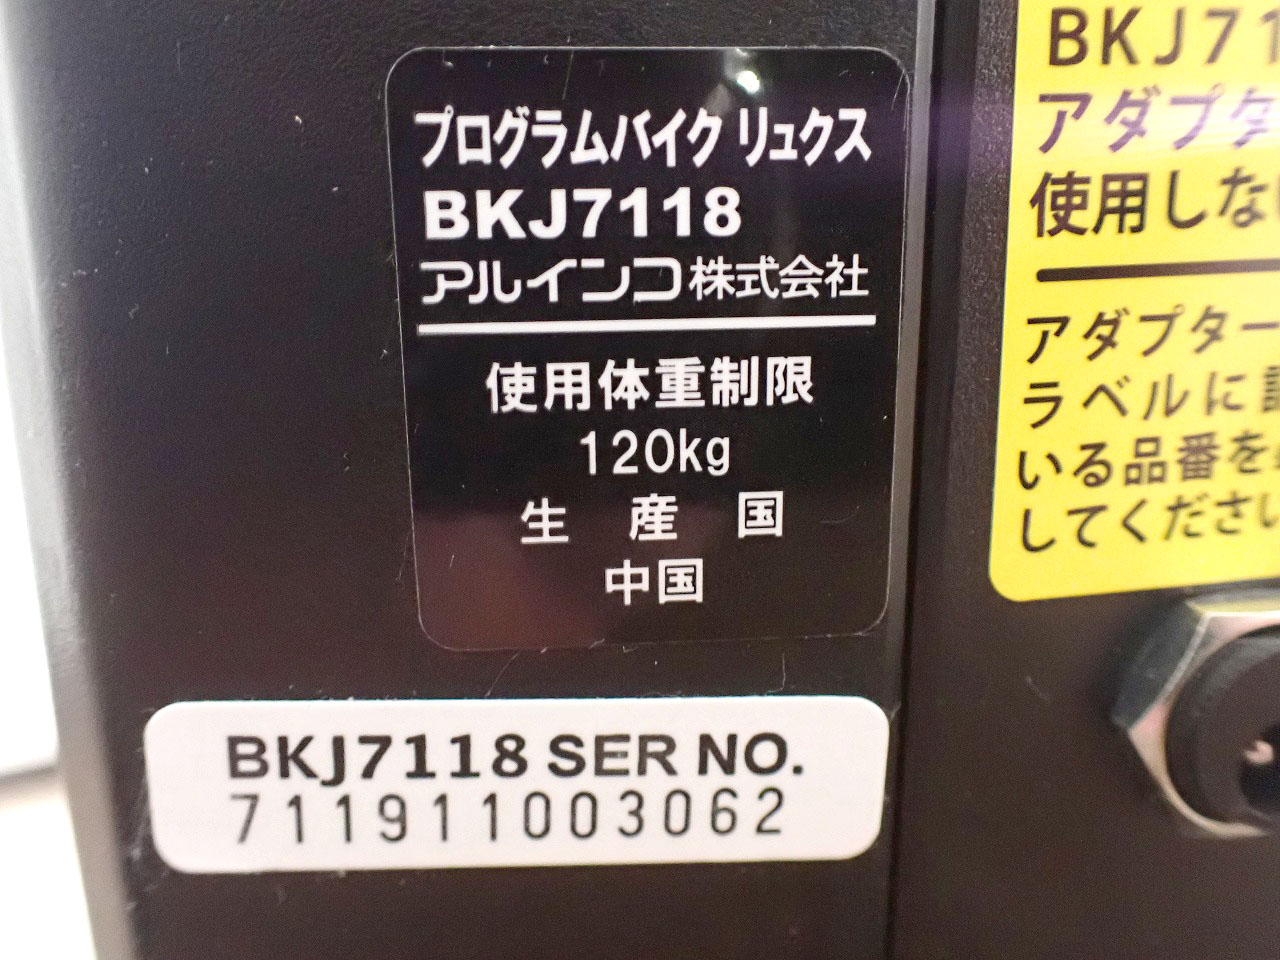 プログラムバイク リュクス
BKJ7118
アルインコ株式会社
使用体重制限
120kg
生産国
中国
BKJ7118 SER NO.
711911003062
BKJ71
アダプタ
使用しな
アダプター
ラベルに
いる品番を
してください